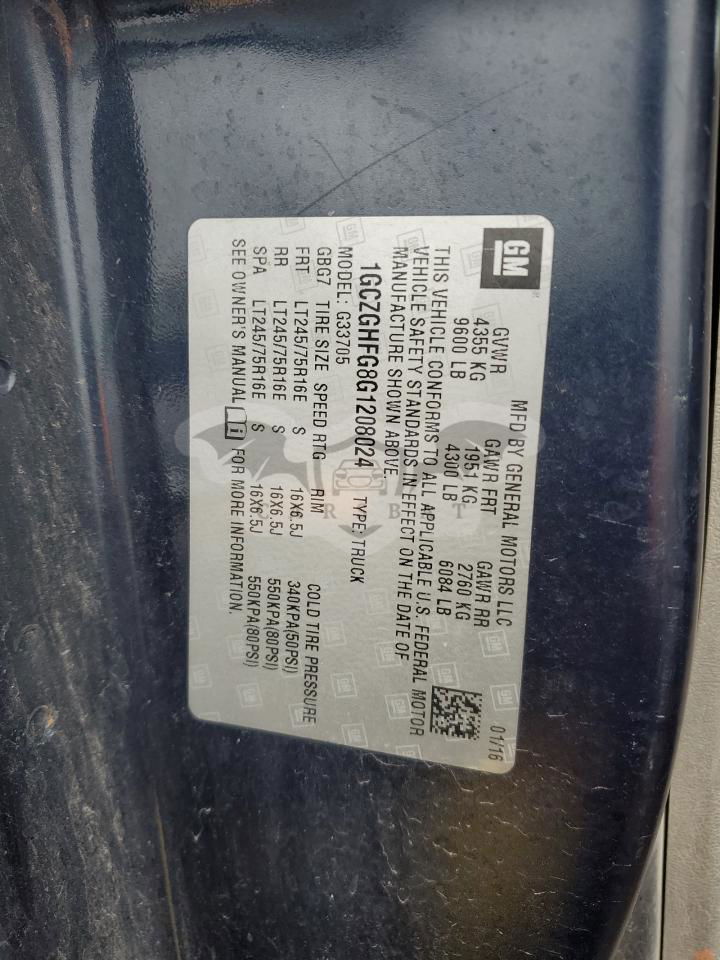 GM
MFD BY GENERAL MOTORS LLC 01/16
GVWR GAWR FRT GAWR RR
4355 KG 1951 KG 2760 KG
9600 LB 4300 LB 6084 LB
THIS VEHICLE CONFORMS TO ALL APPLICABLE U.S. FEDERAL MOTOR
VEHICLE SAFETY STANDARDS IN EFFECT ON THE DATE OF
MANUFACTURE SHOWN ABOVE.
1GCZGHFG8G1208024 TYPE: TRUCK
MODEL: G33705
GBG7 TIRE SIZE SPEED RTG RIM COLD TIRE PRESSURE
FRT LT245/75R16E S 16X6.5J 340KPA(50PSI)
RR LT245/75R16E S 16X6.5J 550KPA(80PSI)
SPA LT245/75R16E S 16X6.5J 550KPA(80PSI)
SEE OWNER'S MANUAL i FOR MORE INFORMATION.